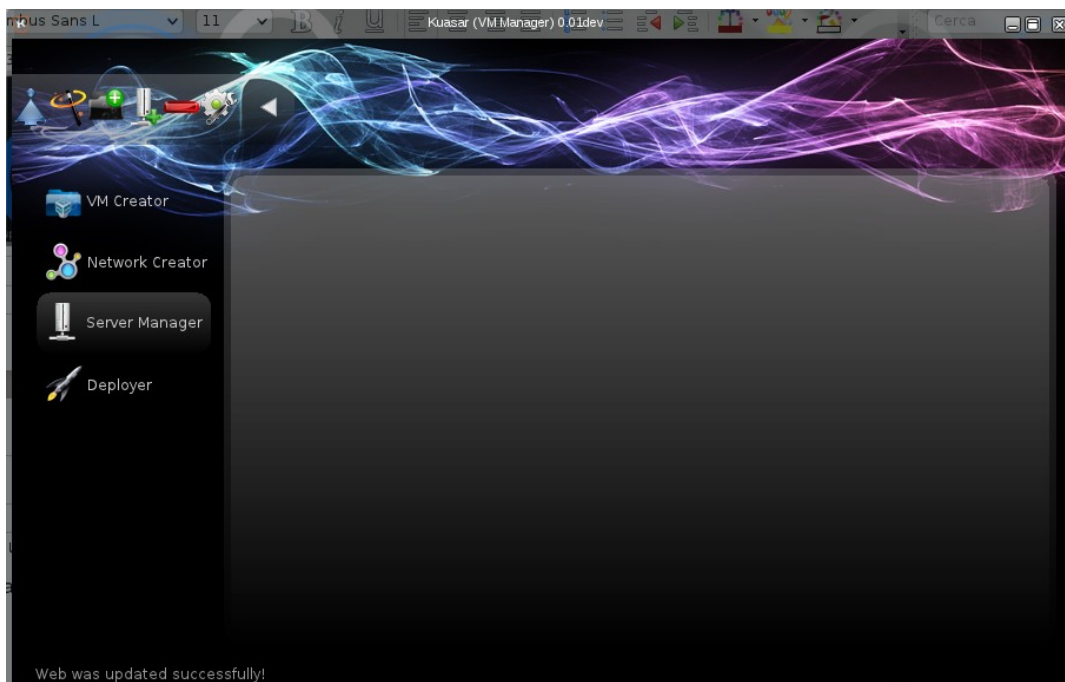 mbus Sans L 11 B i U Kuasar (VM Manager) 0.01dev Cerca
VM Creator
Network Creator
Server Manager
Deployer
Web was updated successfully!